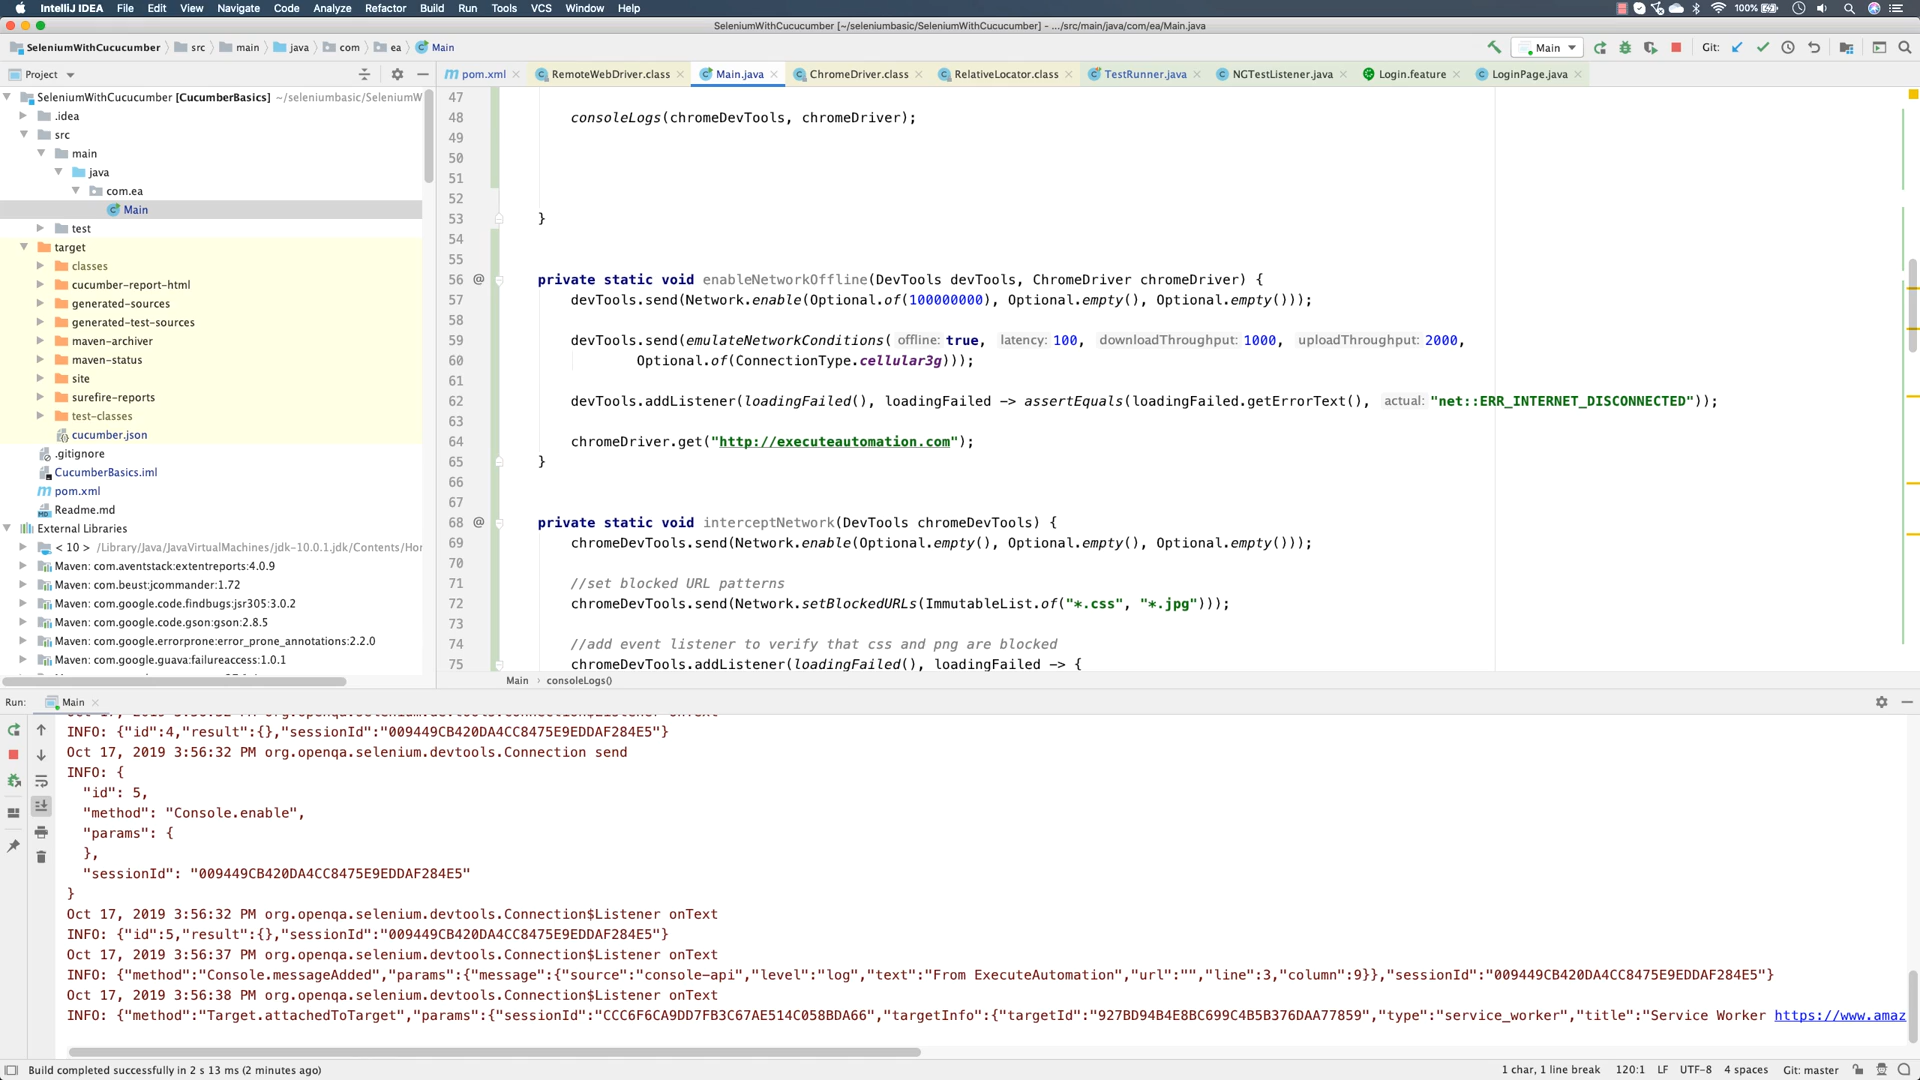 IntelliJ IDEA File Edit View Navigate Code Analyze Refactor Build Run Tools VCS Window Help 100%
SeleniumWithCucucumber [~/seleniumbasic/SeleniumWithCucucumber] - .../src/main/java/com/ea/Main.java
SeleniumWithCucucumber src main java com ea Main Main Git:
Project
pom.xml RemoteWebDriver.class Main.java ChromeDriver.class RelativeLocator.class TestRunner.java NGTestListener.java Login.feature LoginPage.java
SeleniumWithCucucumber [CucumberBasics] ~/seleniumbasic/SeleniumW
.idea
src
main
java
com.ea
Main
test
target
classes
cucumber-report-html
generated-sources
generated-test-sources
maven-archiver
maven-status
site
surefire-reports
test-classes
cucumber.json
.gitignore
CucumberBasics.iml
pom.xml
Readme.md
External Libraries
< 10 > /Library/Java/JavaVirtualMachines/jdk-10.0.1.jdk/Contents/Hor
Maven: com.aventstack:extentreports:4.0.9
Maven: com.beust:jcommander:1.72
Maven: com.google.code.findbugs:jsr305:3.0.2
Maven: com.google.code.gson:gson:2.8.5
Maven: com.google.errorprone:error_prone_annotations:2.2.0
Maven: com.google.guava:failureaccess:1.0.1
47
48 consoleLogs(chromeDevTools, chromeDriver);
49
50
51
52
53 }
54
55
56 @ private static void enableNetworkOffline(DevTools devTools, ChromeDriver chromeDriver) {
57 devTools.send(Network.enable(Optional.of(100000000), Optional.empty(), Optional.empty()));
58
59 devTools.send(emulateNetworkConditions( offline: true, latency: 100, downloadThroughput: 1000, uploadThroughput: 2000,
60 Optional.of(ConnectionType.cellular3g)));
61
62 devTools.addListener(loadingFailed(), loadingFailed -> assertEquals(loadingFailed.getErrorText(), actual: "net::ERR_INTERNET_DISCONNECTED"));
63
64 chromeDriver.get("http://executeautomation.com");
65 }
66
67
68 @ private static void interceptNetwork(DevTools chromeDevTools) {
69 chromeDevTools.send(Network.enable(Optional.empty(), Optional.empty(), Optional.empty()));
70
71 //set blocked URL patterns
72 chromeDevTools.send(Network.setBlockedURLs(ImmutableList.of("*.css", "*.jpg")));
73
74 //add event listener to verify that css and png are blocked
75 chromeDevTools.addListener(loadingFailed(), loadingFailed -> {
Main › consoleLogs()
Run: Main
Oct 17, 2019 3:56:32 PM org.openqa.selenium.devtools.Connection$Listener onText
INFO: {"id":4,"result":{},"sessionId":"009449CB420DA4CC8475E9EDDAF284E5"}
Oct 17, 2019 3:56:32 PM org.openqa.selenium.devtools.Connection send
INFO: {
"id": 5,
"method": "Console.enable",
"params": {
},
"sessionId": "009449CB420DA4CC8475E9EDDAF284E5"
}
Oct 17, 2019 3:56:32 PM org.openqa.selenium.devtools.Connection$Listener onText
INFO: {"id":5,"result":{},"sessionId":"009449CB420DA4CC8475E9EDDAF284E5"}
Oct 17, 2019 3:56:37 PM org.openqa.selenium.devtools.Connection$Listener onText
INFO: {"method":"Console.messageAdded","params":{"message":{"source":"console-api","level":"log","text":"From ExecuteAutomation","url":"","line":3,"column":9}},"sessionId":"009449CB420DA4CC8475E9EDDAF284E5"}
Oct 17, 2019 3:56:38 PM org.openqa.selenium.devtools.Connection$Listener onText
INFO: {"method":"Target.attachedToTarget","params":{"sessionId":"CCC6F6CA9DD7FB3C67AE514C058BDA66","targetInfo":{"targetId":"927BD94B4E8BC699C4B5B376DAA77859","type":"service_worker","title":"Service Worker https://www.amaz
Build completed successfully in 2 s 13 ms (2 minutes ago) 1 char, 1 line break 120:1 LF UTF-8 4 spaces Git: master